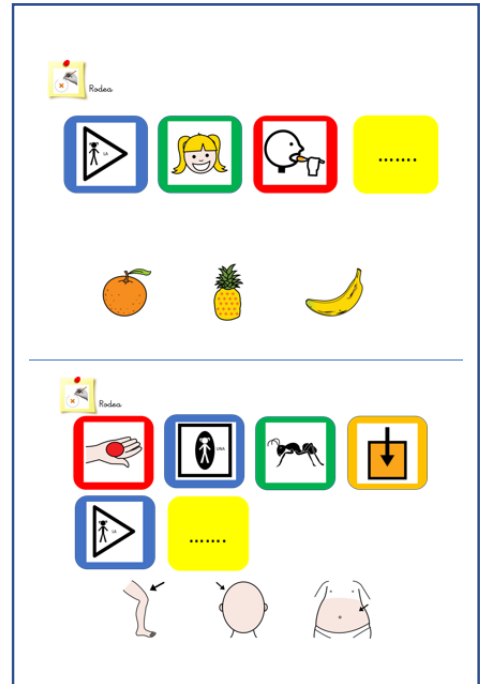 Rodea
LA
.......
Rodea
UNA
LA
.......